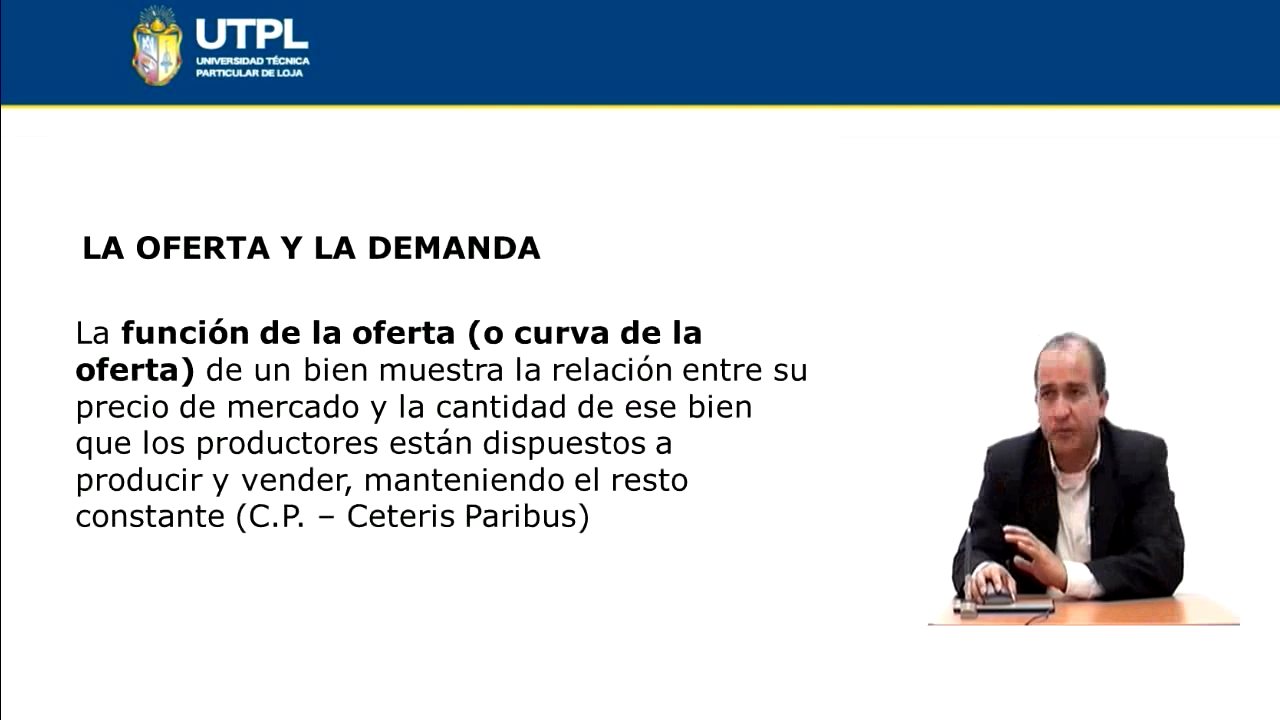 UTPL
UNIVERSIDAD TÉCNICA
PARTICULAR DE LOJA
LA OFERTA Y LA DEMANDA
La función de la oferta (o curva de la
oferta) de un bien muestra la relación entre su
precio de mercado y la cantidad de ese bien
que los productores están dispuestos a
producir y vender, manteniendo el resto
constante (C.P. – Ceteris Paribus)